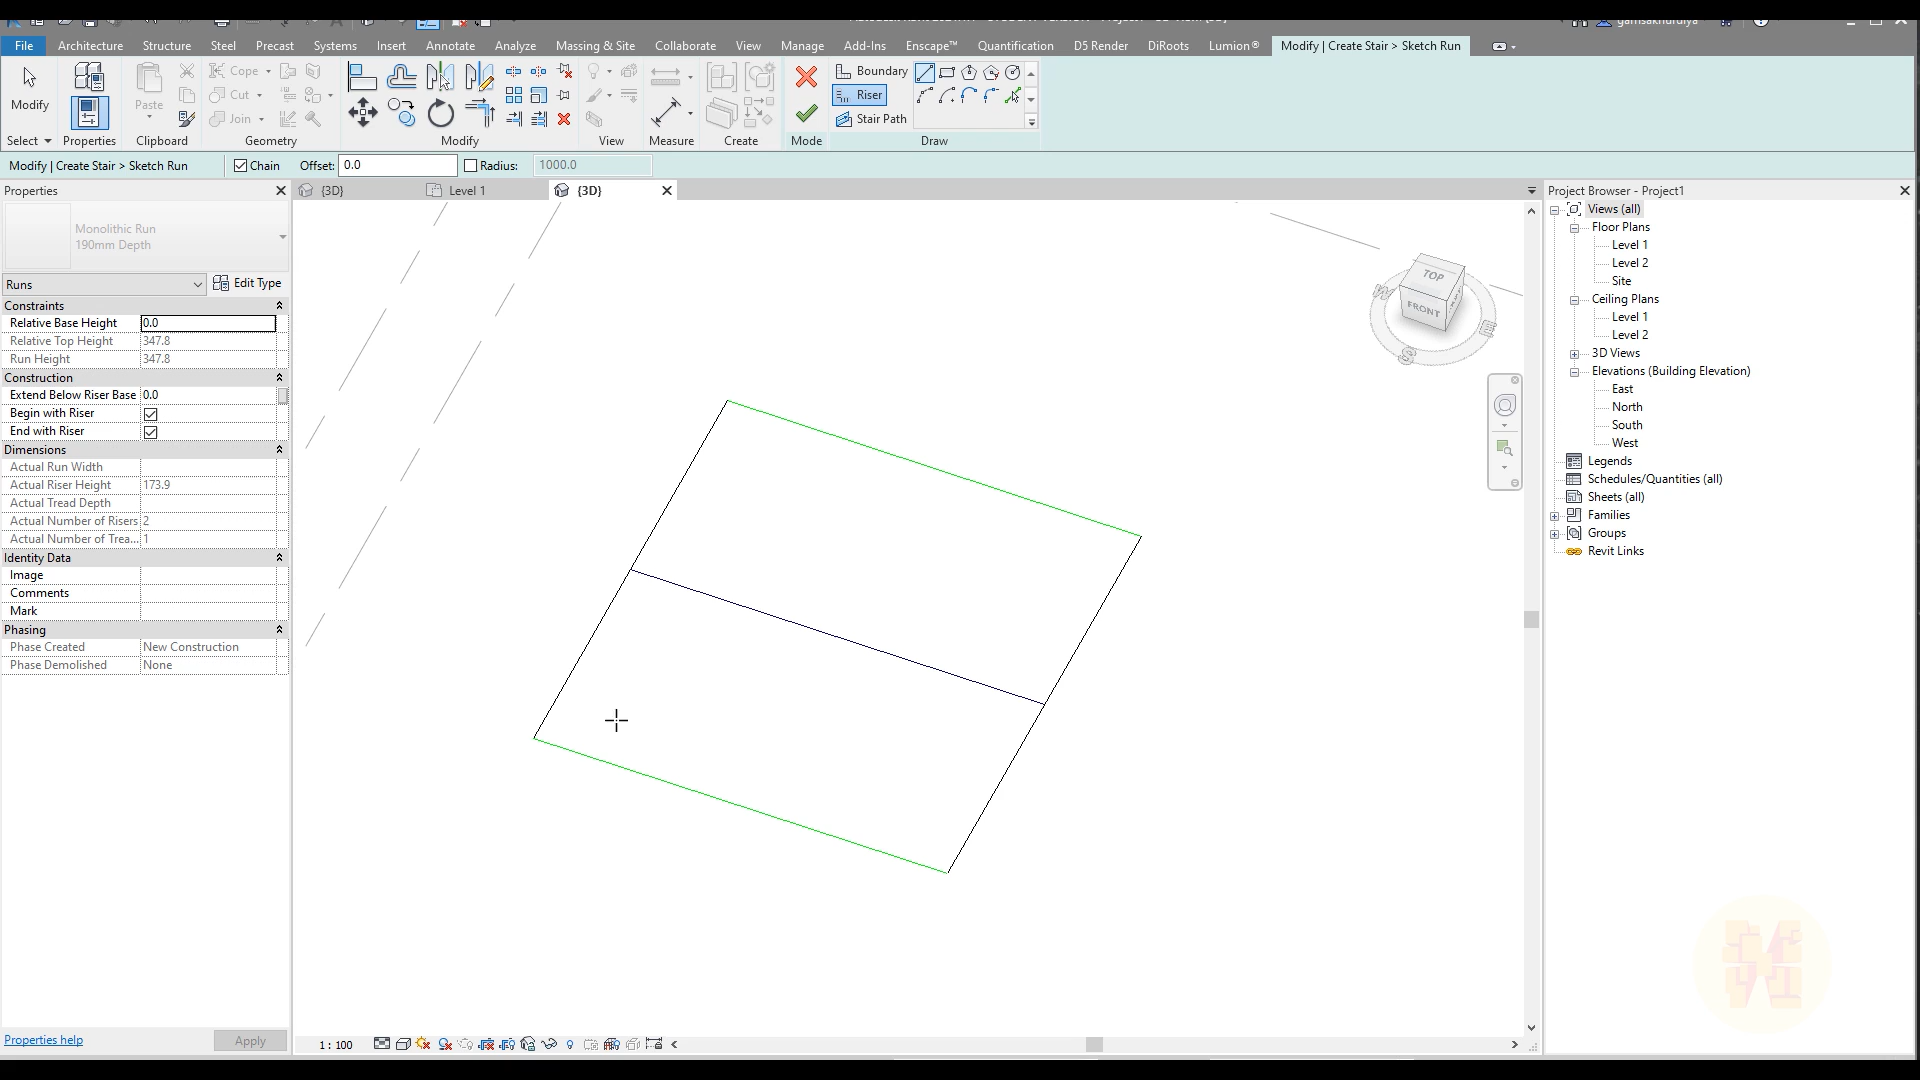 File Architecture Structure Steel Precast Systems Insert Annotate Analyze Massing & Site Collaborate View Manage Add-Ins Enscape™ Quantification D5 Render DiRoots Lumion® Modify | Create Stair > Sketch Run
Cope Boundary
Cut Riser
Modify Paste Join Stair Path
Select Properties Clipboard Geometry Modify View Measure Create Mode Draw
Modify | Create Stair > Sketch Run Chain Offset: 0.0 Radius: 1000.0
Properties
{3D} Level 1 {3D}
Project Browser - Project1
Monolithic Run
190mm Depth
Runs Edit Type
Constraints
Relative Base Height 0.0
Relative Top Height 347.8
Run Height 347.8
Construction
Extend Below Riser Base 0.0
Begin with Riser
End with Riser
Dimensions
Actual Run Width
Actual Riser Height 173.9
Actual Tread Depth
Actual Number of Risers 2
Actual Number of Trea... 1
Identity Data
Image
Comments
Mark
Phasing
Phase Created New Construction
Phase Demolished None
Properties help Apply
TOP
FRONT
W
E
S
1 : 100
Views (all)
Floor Plans
Level 1
Level 2
Site
Ceiling Plans
Level 1
Level 2
3D Views
Elevations (Building Elevation)
East
North
South
West
Legends
Schedules/Quantities (all)
Sheets (all)
Families
Groups
Revit Links